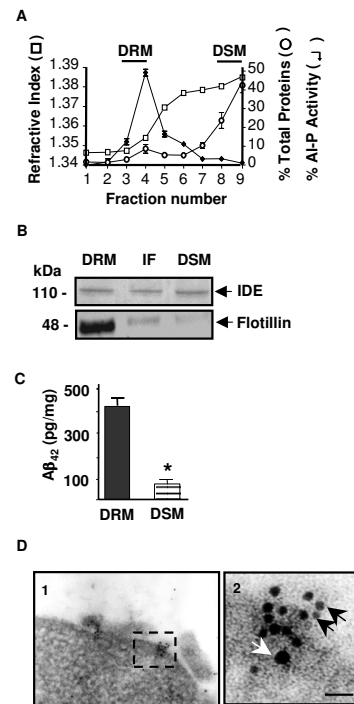 A
DRM DSM
Refractive Index (□)
1.39
1.38
1.37
1.36
1.35
1.34
50
40
30
20
10
0
% Total Proteins (○)
% Al-P Activity (↲)
1 2 3 4 5 6 7 8 9
Fraction number
B
DRM IF DSM
kDa
110 - IDE
48 - Flotillin
C
Aβ42 (pg/mg)
500
300
100
*
DRM DSM
D
1
2